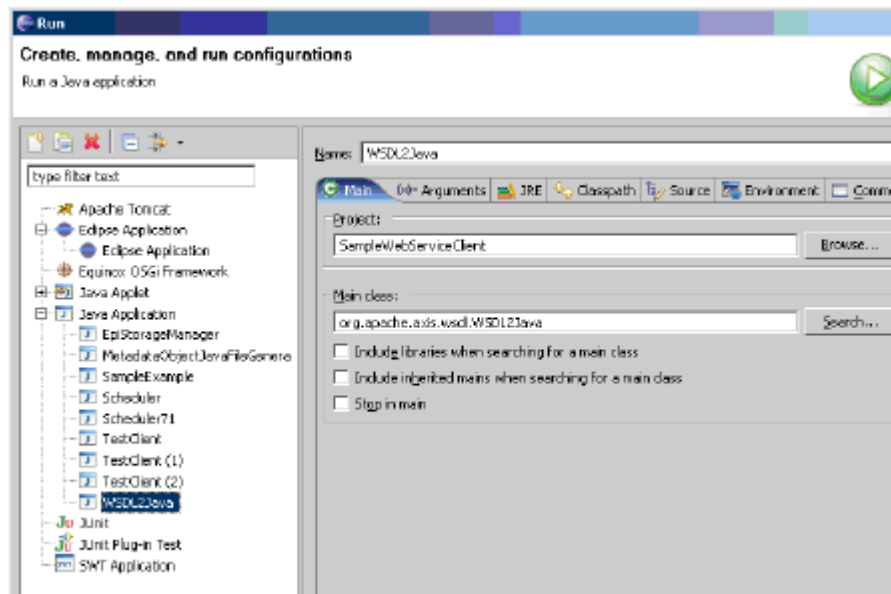 Run
Create, manage, and run configurations
Run a Java application
type filter text
Apache Tomcat
Eclipse Application
Eclipse Application
Equinox OSGi Framework
Java Applet
Java Application
EpiStorageManager
MetadataObjectJavaFileGenera
SampleExample
Scheduler
Scheduler71
TestClient
TestClient (1)
TestClient (2)
WSDL2Java
JUnit
JUnit Plug-in Test
SWT Application
Name: WSDL2Java
Main (x)= Arguments JRE Classpath Source Environment Commo
Project:
SampleWebServiceClient Browse...
Main class:
org.apache.axis.wsdl.WSDL2Java Search...
Include libraries when searching for a main class
Include inherited mains when searching for a main class
Stop in main